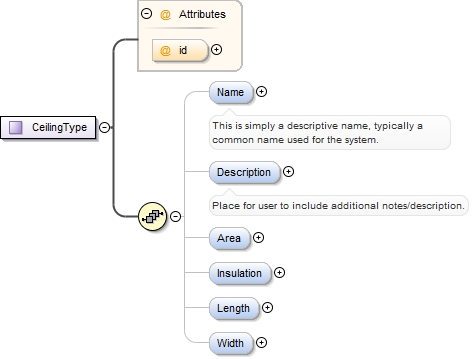 Attributes
@ id
CeilingType
Name
This is simply a descriptive name, typically a
common name used for the system.
Description
Place for user to include additional notes/description.
Area
Insulation
Length
Width